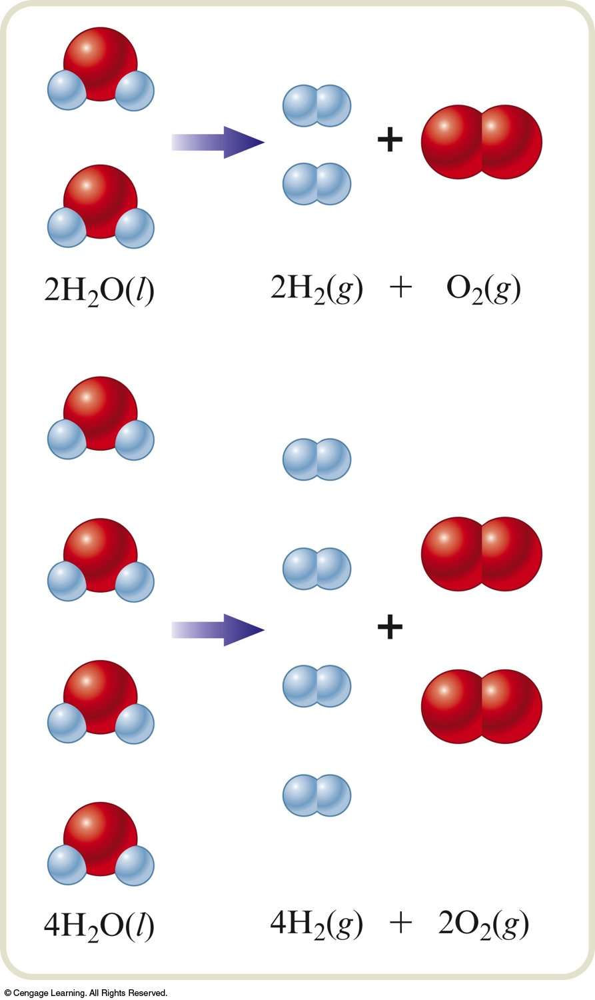 +
2H₂O(l) 2H₂(g) + O₂(g)
+
4H₂O(l) 4H₂(g) + 2O₂(g)
© Cengage Learning. All Rights Reserved.